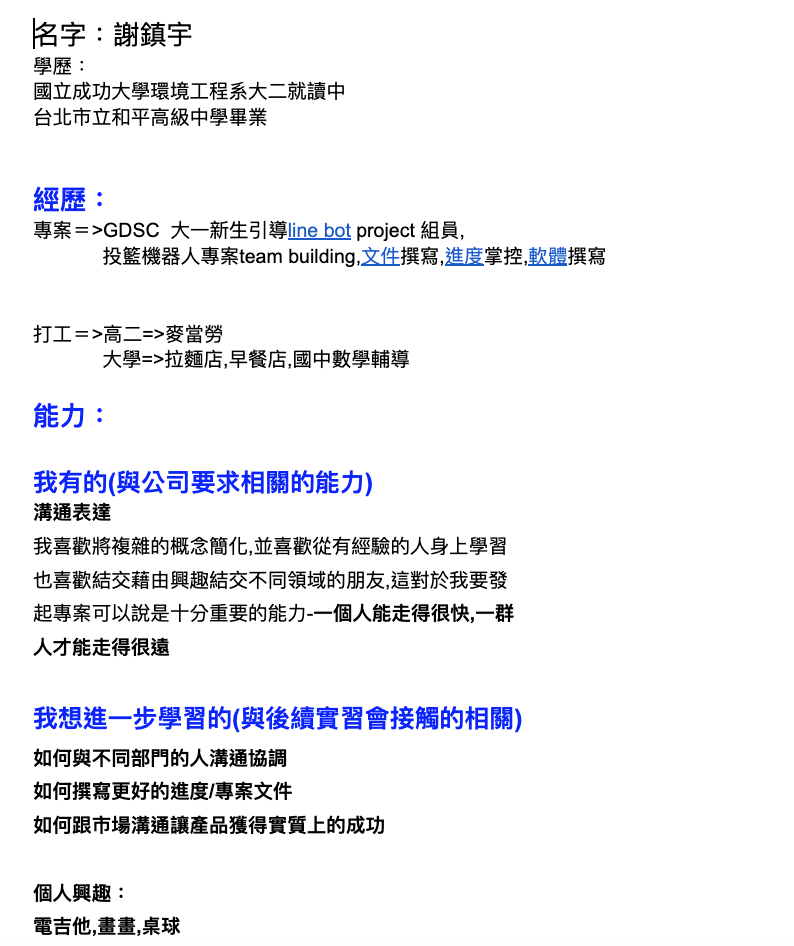 名字：謝鎮宇
學歷：
國立成功大學環境工程系大二就讀中
台北市立和平高級中學畢業
經歷：
專案＝>GDSC  大一新生引導line bot project 組員,
投籃機器人專案team building,文件撰寫,進度掌控,軟體撰寫
打工＝>高二=>麥當勞
大學=>拉麵店,早餐店,國中數學輔導
能力：
我有的(與公司要求相關的能力)
溝通表達
我喜歡將複雜的概念簡化,並喜歡從有經驗的人身上學習
也喜歡結交藉由興趣結交不同領域的朋友,這對於我要發
起專案可以說是十分重要的能力-一個人能走得很快,一群
人才能走得很遠
我想進一步學習的(與後續實習會接觸的相關)
如何與不同部門的人溝通協調
如何撰寫更好的進度/專案文件
如何跟市場溝通讓產品獲得實質上的成功
個人興趣：
電吉他,畫畫,桌球